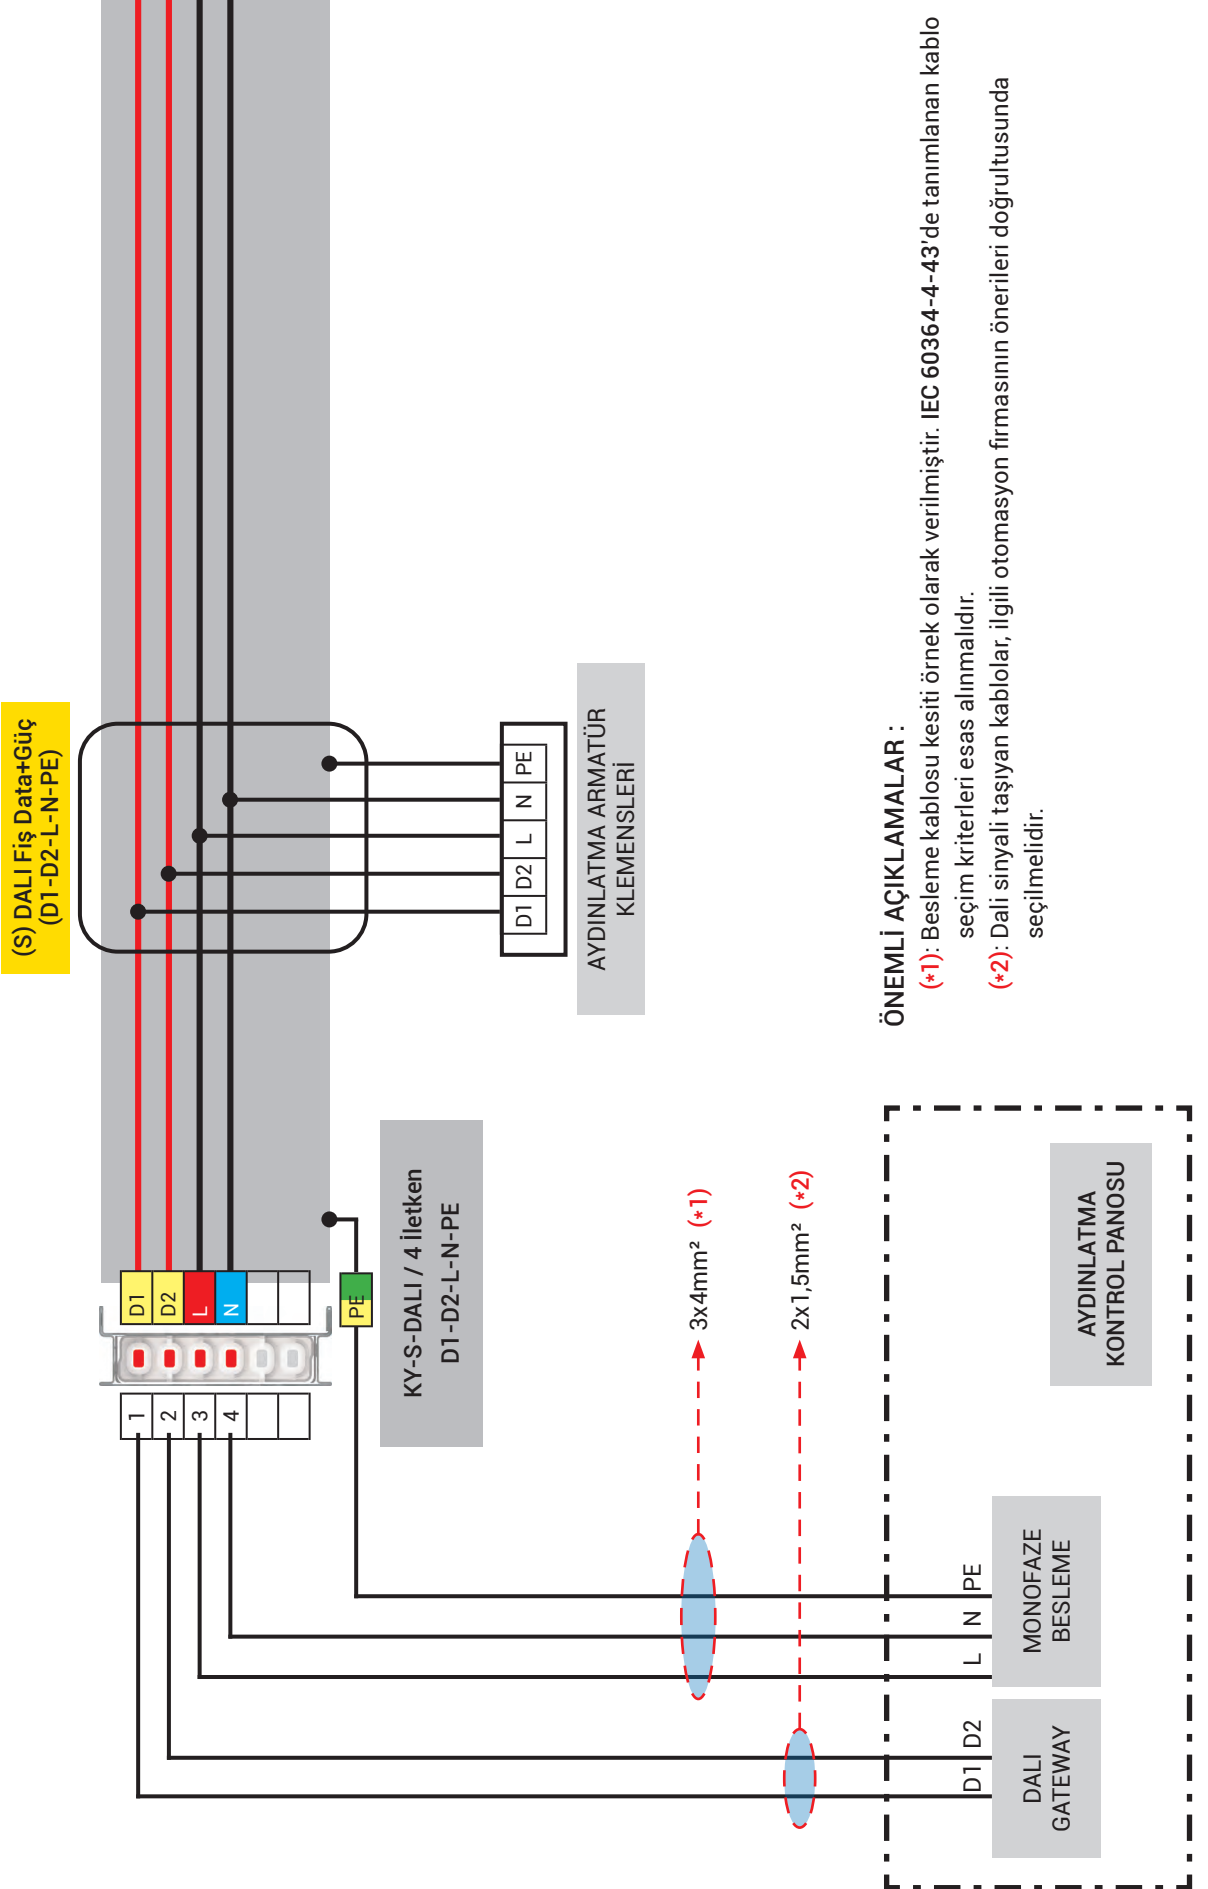 (S) DALI Fiş Data+Güç
(D1-D2-L-N-PE)
D1
D2
L
N
1
2
3
4
PE
KY-S-DALI / 4 İletken
D1-D2-L-N-PE
D1 D2 L N PE
AYDINLATMA ARMATÜR
KLEMENSLERİ
3x4mm² (*1)
2x1,5mm² (*2)
D1 D2 L N PE
DALI
GATEWAY
MONOFAZE
BESLEME
AYDINLATMA
KONTROL PANOSU
ÖNEMLİ AÇIKLAMALAR :
(*1): Besleme kablosu kesiti örnek olarak verilmiştir. IEC 60364-4-43'de tanımlanan kablo
seçim kriterleri esas alınmalıdır.
(*2): Dali sinyali taşıyan kablolar, ilgili otomasyon firmasının önerileri doğrultusunda
seçilmelidir.